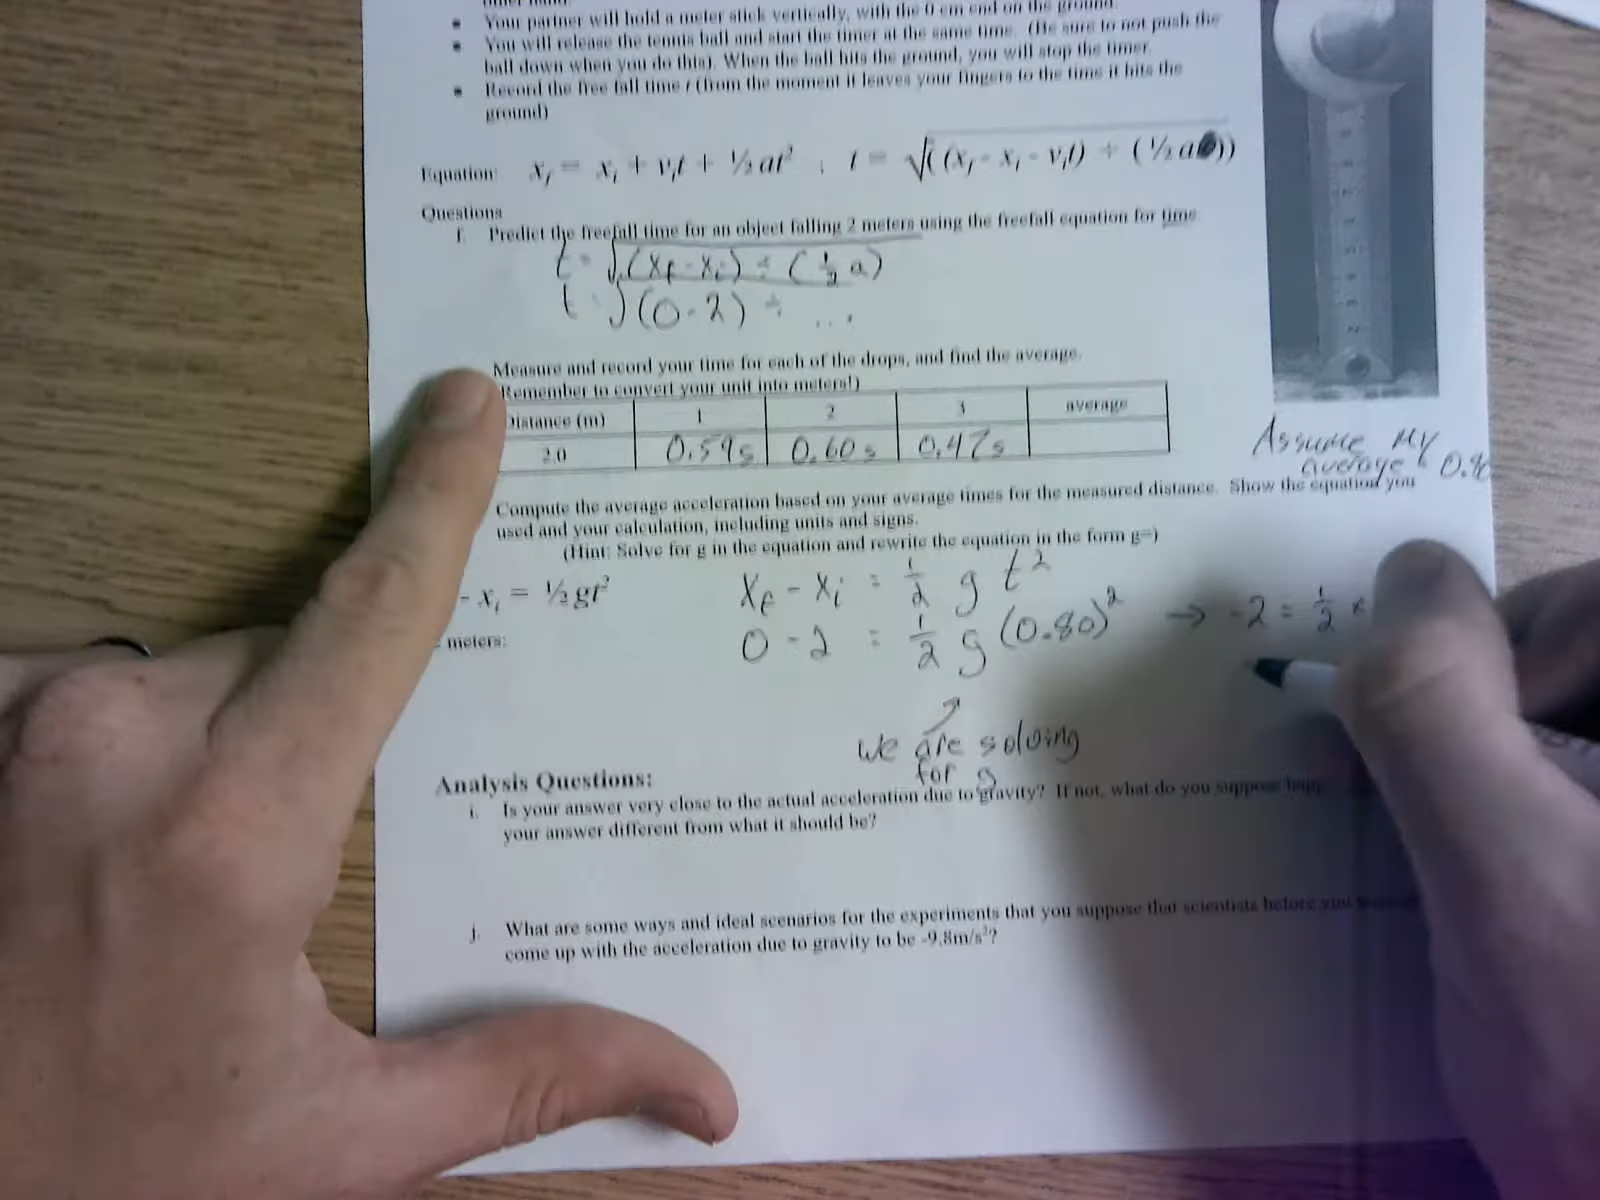 Your partner will hold a meter stick vertically, with the 0 cm end on the ground.
You will release the tennis ball and start the timer at the same time. (Be sure to not push the
ball down when you do this). When the ball hits the ground, you will stop the timer.
Record the free fall time t (from the moment it leaves your fingers to the time it hits the
ground)
Equation: x_f = x_i + v_i t + ½ at² , t = √((x_f - x_i - v_i t) ÷ (½ a))
Questions
f. Predict the freefall time for an object falling 2 meters using the freefall equation for time.
t = √(x_f - x_i) ÷ (½ a)
t = √(0 - 2) ÷ ...
Measure and record your time for each of the drops, and find the average.
Remember to convert your unit into meters!)
Distance (m) 1 2 3 average
2.0 0.59s 0.60s 0.47s
Assume my
average 0.80
Compute the average acceleration based on your average times for the measured distance. Show the equation you
used and your calculation, including units and signs.
(Hint: Solve for g in the equation and rewrite the equation in the form g=)
- x_i = ½ gt²
x_f - x_i = ½ g t²
meters:
0 - 2 = ½ g (0.80)² → -2 = ½ x
we are solving
for g
Analysis Questions:
i. Is your answer very close to the actual acceleration due to gravity? If not, what do you suppose
your answer different from what it should be?
j. What are some ways and ideal scenarios for the experiments that you suppose that scientists before you
come up with the acceleration due to gravity to be -9.8m/s²?